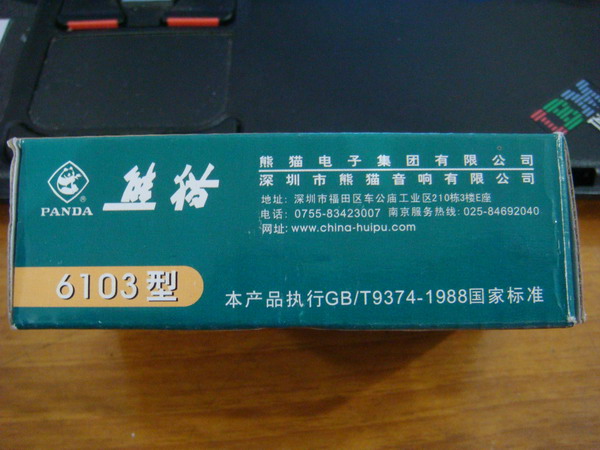 熊猫
PANDA
熊猫电子集团有限公司
深圳市熊猫音响有限公司
地址: 深圳市福田区车公庙工业区210栋3楼E座
电话: 0755-83423007 南京服务热线: 025-84692040
网址: www.china-huipu.com
6103型
本产品执行GB/T9374-1988国家标准
IBM